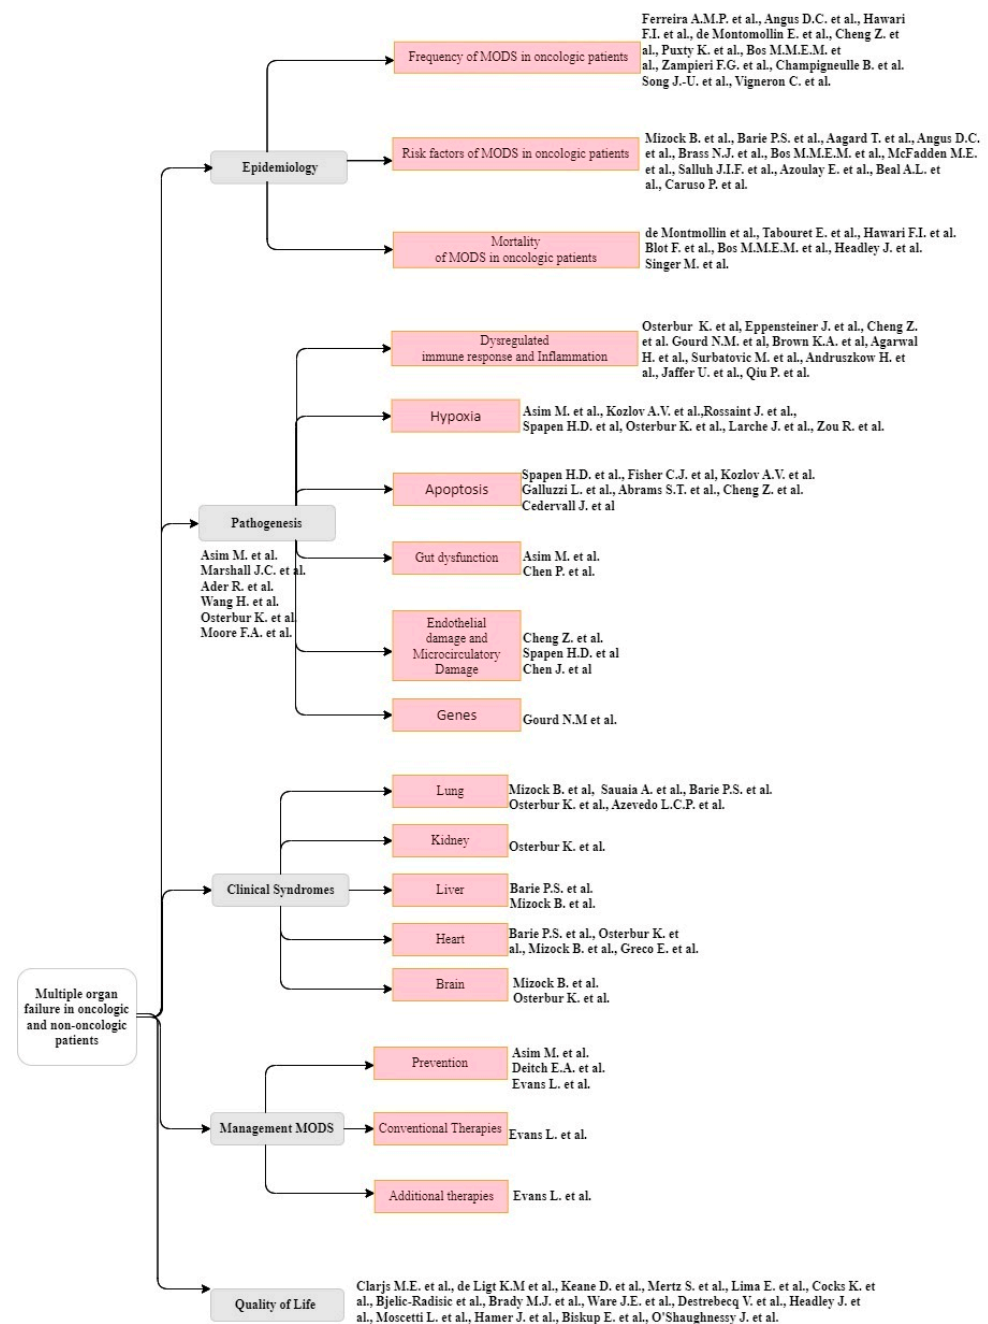 Ferreira A.M.P. et al., Angus D.C. et al., Hawari
F.I. et al., de Montomollin E. et al., Cheng Z. et
al., Puxty K. et al., Bos M.M.E.M. et
al., Zampieri F.G. et al., Champigneulle B. et al.
Song J.-U. et al., Vigneron C. et al.
Frequency of MODS in oncologic patients
Epidemiology
Risk factors of MODS in oncologic patients
Mizock B. et al., Barie P.S. et al., Aagard T. et al., Angus D.C.
et al., Brass N.J. et al., Bos M.M.E.M. et al., McFadden M.E.
et al., Salluh J.I.F. et al., Azoulay E. et al., Beal A.L. et
al., Caruso P. et al.
Mortality
of MODS in oncologic patients
de Montmollin et al., Tabouret E. et al., Hawari F.I. et al.
Blot F. et al., Bos M.M.E.M. et al., Headley J. et al.
Singer M. et al.
Dysregulated
immune response and Inflammation
Osterbur K. et al, Eppensteiner J. et al., Cheng Z.
et al. Gourd N.M. et al, Brown K.A. et al, Agarwal
H. et al., Surbatovic M. et al., Andruszkow H. et
al., Jaffer U. et al., Qiu P. et al.
Hypoxia
Asim M. et al., Kozlov A.V. et al.,Rossaint J. et al.,
Spapen H.D. et al, Osterbur K. et al., Larche J. et al., Zou R. et al.
Apoptosis
Spapen H.D. et al., Fisher C.J. et al, Kozlov A.V. et al.
Galluzzi L. et al., Abrams S.T. et al., Cheng Z. et al.
Cedervall J. et al
Pathogenesis
Asim M. et al.
Marshall J.C. et al.
Ader R. et al.
Wang H. et al.
Osterbur K. et al.
Moore F.A. et al.
Gut dysfunction
Asim M. et al.
Chen P. et al.
Endothelial
damage and
Microcirculatory
Damage
Cheng Z. et al.
Spapen H.D. et al
Chen J. et al
Genes
Gourd N.M et al.
Lung
Mizock B. et al, Sauaia A. et al., Barie P.S. et al.
Osterbur K. et al., Azevedo L.C.P. et al.
Kidney
Osterbur K. et al.
Clinical Syndromes
Liver
Barie P.S. et al.
Mizock B. et al.
Heart
Barie P.S. et al., Osterbur K. et
al., Mizock B. et al., Greco E. et al.
Brain
Mizock B. et al.
Osterbur K. et al.
Multiple organ
failure in oncologic
and non-oncologic
patients
Prevention
Asim M. et al.
Deitch E.A. et al.
Evans L. et al.
Management MODS
Conventional Therapies
Evans L. et al.
Additional therapies
Evans L. et al.
Quality of Life
Clarjs M.E. et al., de Ligt K.M et al., Keane D. et al., Mertz S. et al., Lima E. et al., Cocks K. et
al., Bjelic-Radisic et al., Brady M.J. et al., Ware J.E. et al., Destrebecq V. et al., Headley J. et
al., Moscetti L. et al., Hamer J. et al., Biskup E. et al., O'Shaughnessy J. et al.